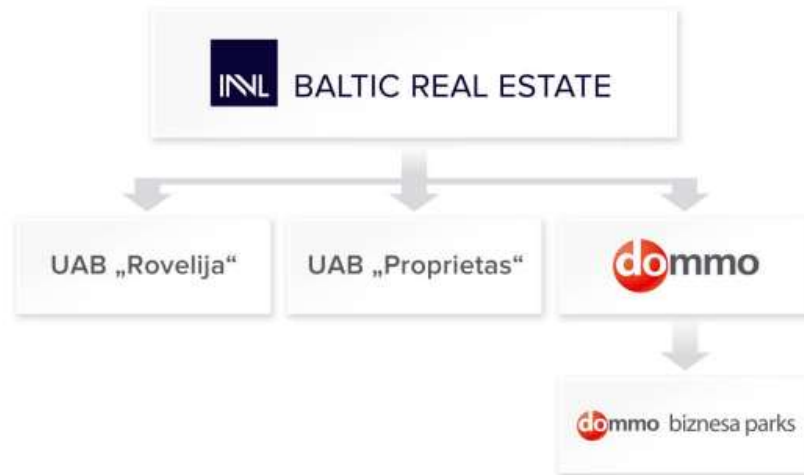 INVL BALTIC REAL ESTATE
UAB „Rovelija“
UAB „Proprietas“
dommo
dommo biznesa parks